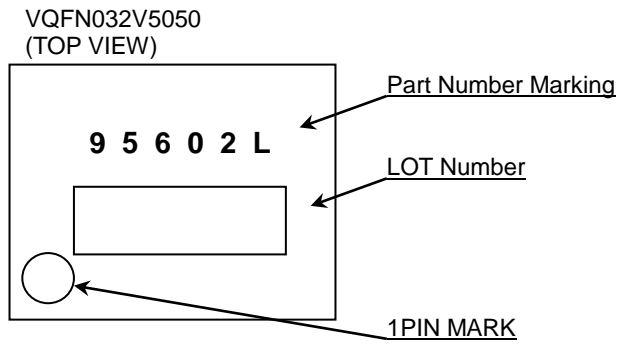 VQFN032V5050
(TOP VIEW)
Part Number Marking
9 5 6 0 2 L
LOT Number
1PIN MARK